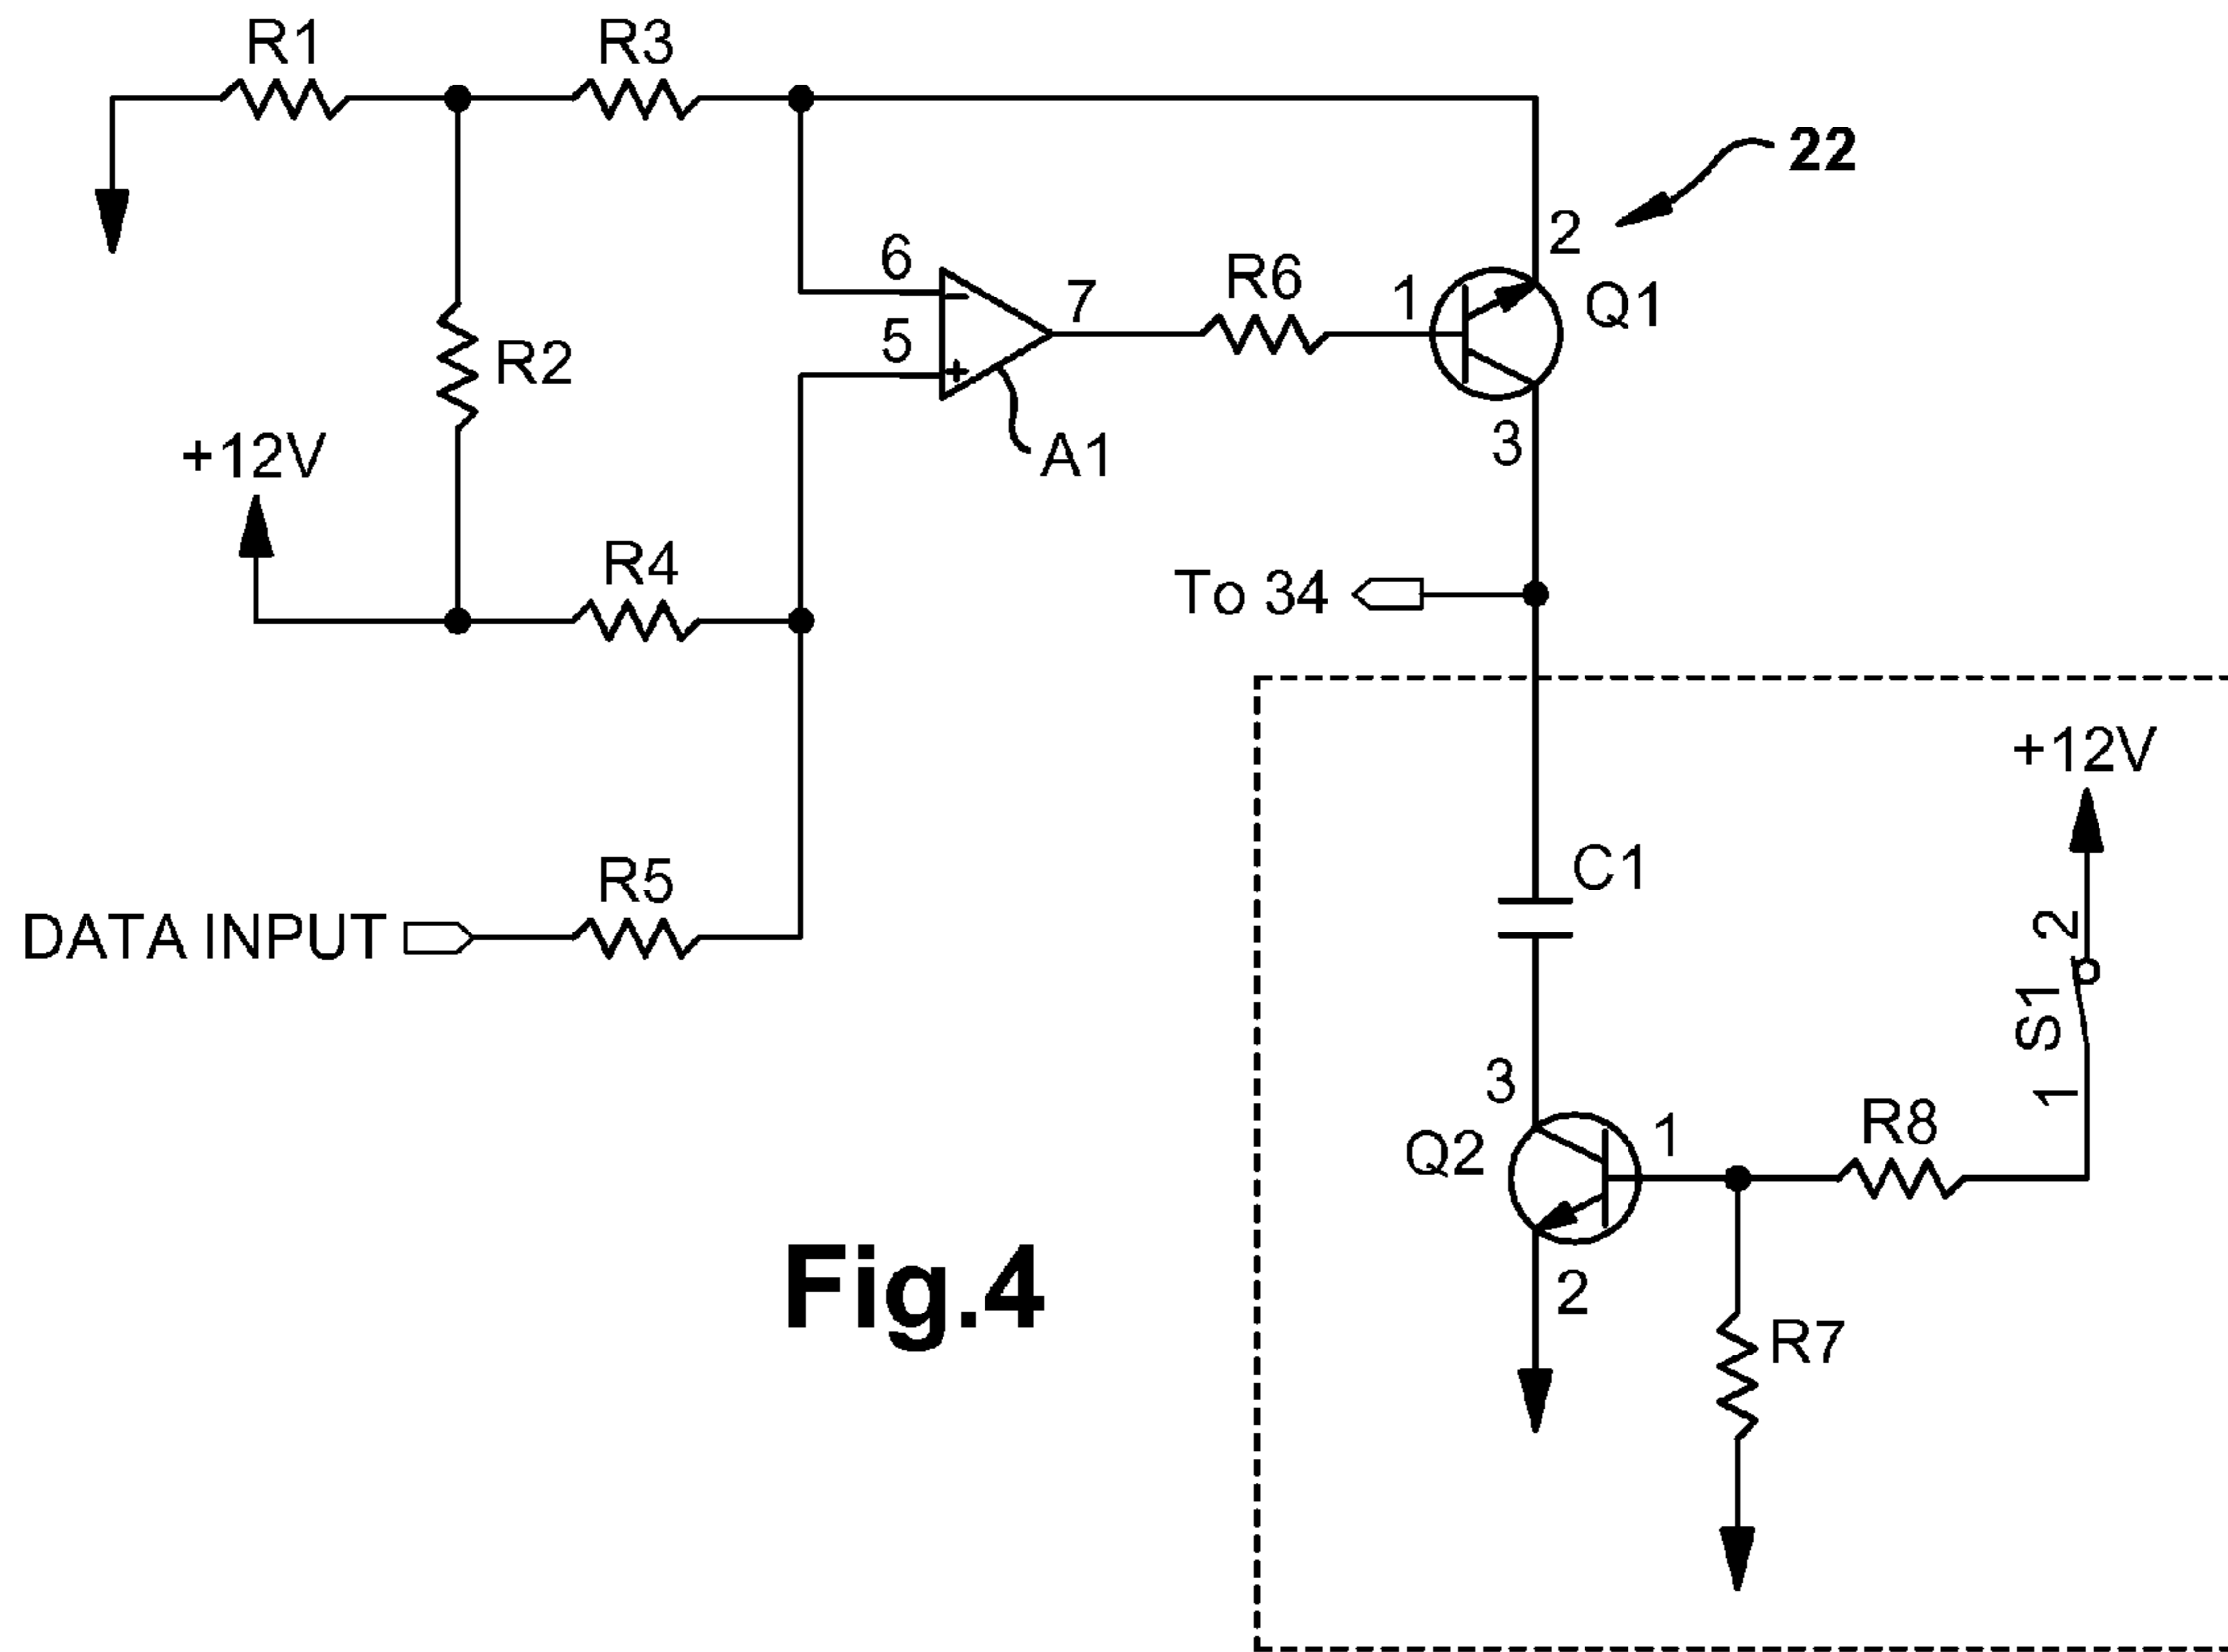 R1
R3
22
2
6
R6
1
7
Q1
5
R2
+12V
A1
3
R4
To 34
+12V
C1
R5
DATA INPUT
2
S1
3
1
R8
Q2
1
2
R7
Fig.4